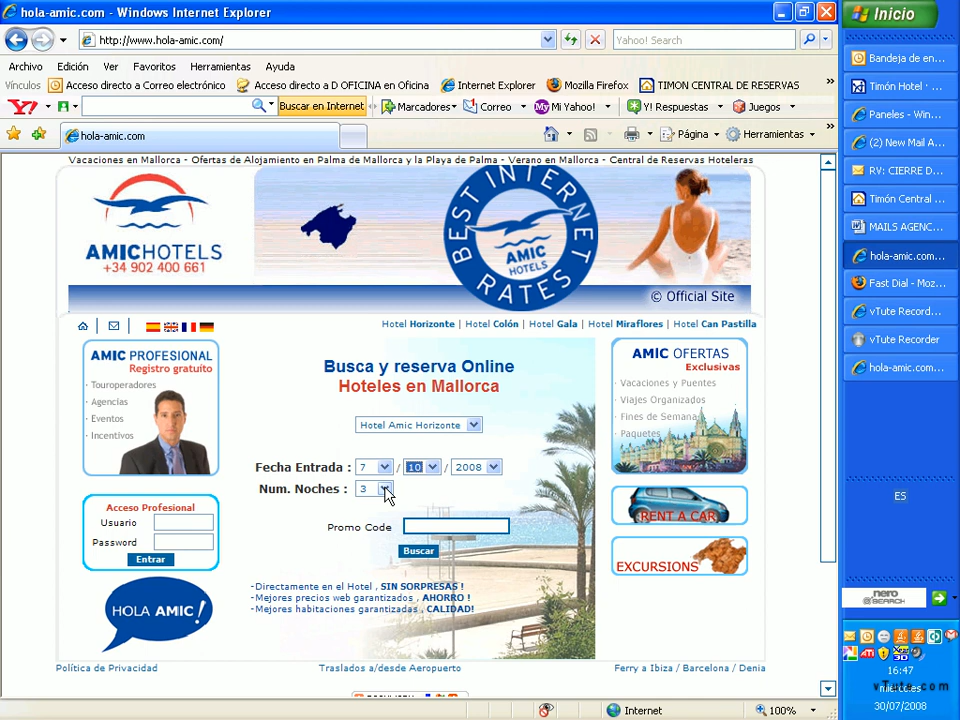 hola-amic.com - Windows Internet Explorer
http://www.hola-amic.com/
Yahoo! Search
Archivo Edición Ver Favoritos Herramientas Ayuda
Vínculos Acceso directo a Correo electrónico Acceso directo a D OFICINA en Oficina Internet Explorer Mozilla Firefox TIMON CENTRAL DE RESERVAS
Y! Buscar en Internet Marcadores Correo My Mi Yahoo! Y! Respuestas Juegos
hola-amic.com Página Herramientas
Vacaciones en Mallorca - Ofertas de Alojamiento en Palma de Mallorca y la Playa de Palma - Verano en Mallorca - Central de Reservas Hoteleras
AMICHOTELS
+34 902 400 661
BEST INTERNET RATES
AMIC
HOTELS
© Official Site
Hotel Horizonte | Hotel Colón | Hotel Gala | Hotel Miraflores | Hotel Can Pastilla
AMIC PROFESIONAL
Registro gratuíto
· Touroperadores
· Agencias
· Eventos
· Incentivos
Acceso Profesional
Usuario
Password
Entrar
HOLA AMIC!
Busca y reserva Online
Hoteles en Mallorca
Hotel Amic Horizonte
Fecha Entrada : 7 / 10 / 2008
Num. Noches : 3
Promo Code
Buscar
-Directamente en el Hotel , SIN SORPRESAS !
-Mejores precios web garantizados , AHORRO !
-Mejores habitaciones garantizadas , CALIDAD!
AMIC OFERTAS
Exclusivas
· Vacaciones y Puentes
· Viajes Organizados
· Fines de Semana
· Paquetes
RENT A CAR
EXCURSIONS
Política de Privacidad Traslados a/desde Aeropuerto Ferry a Ibiza / Barcelona / Denia
Internet 100%
Inicio
Bandeja de en...
Timón Hotel · ...
Paneles - Win...
(2) New Mail A...
RV: CIERRE D...
Timón Central ...
MAILS AGENC...
hola-amic.com...
Fast Dial - Moz...
vTute Record...
vTute Recorder
hola-amic.com...
ES
nero
SEARCH
16:47
miércoles
vTute.com
30/07/2008